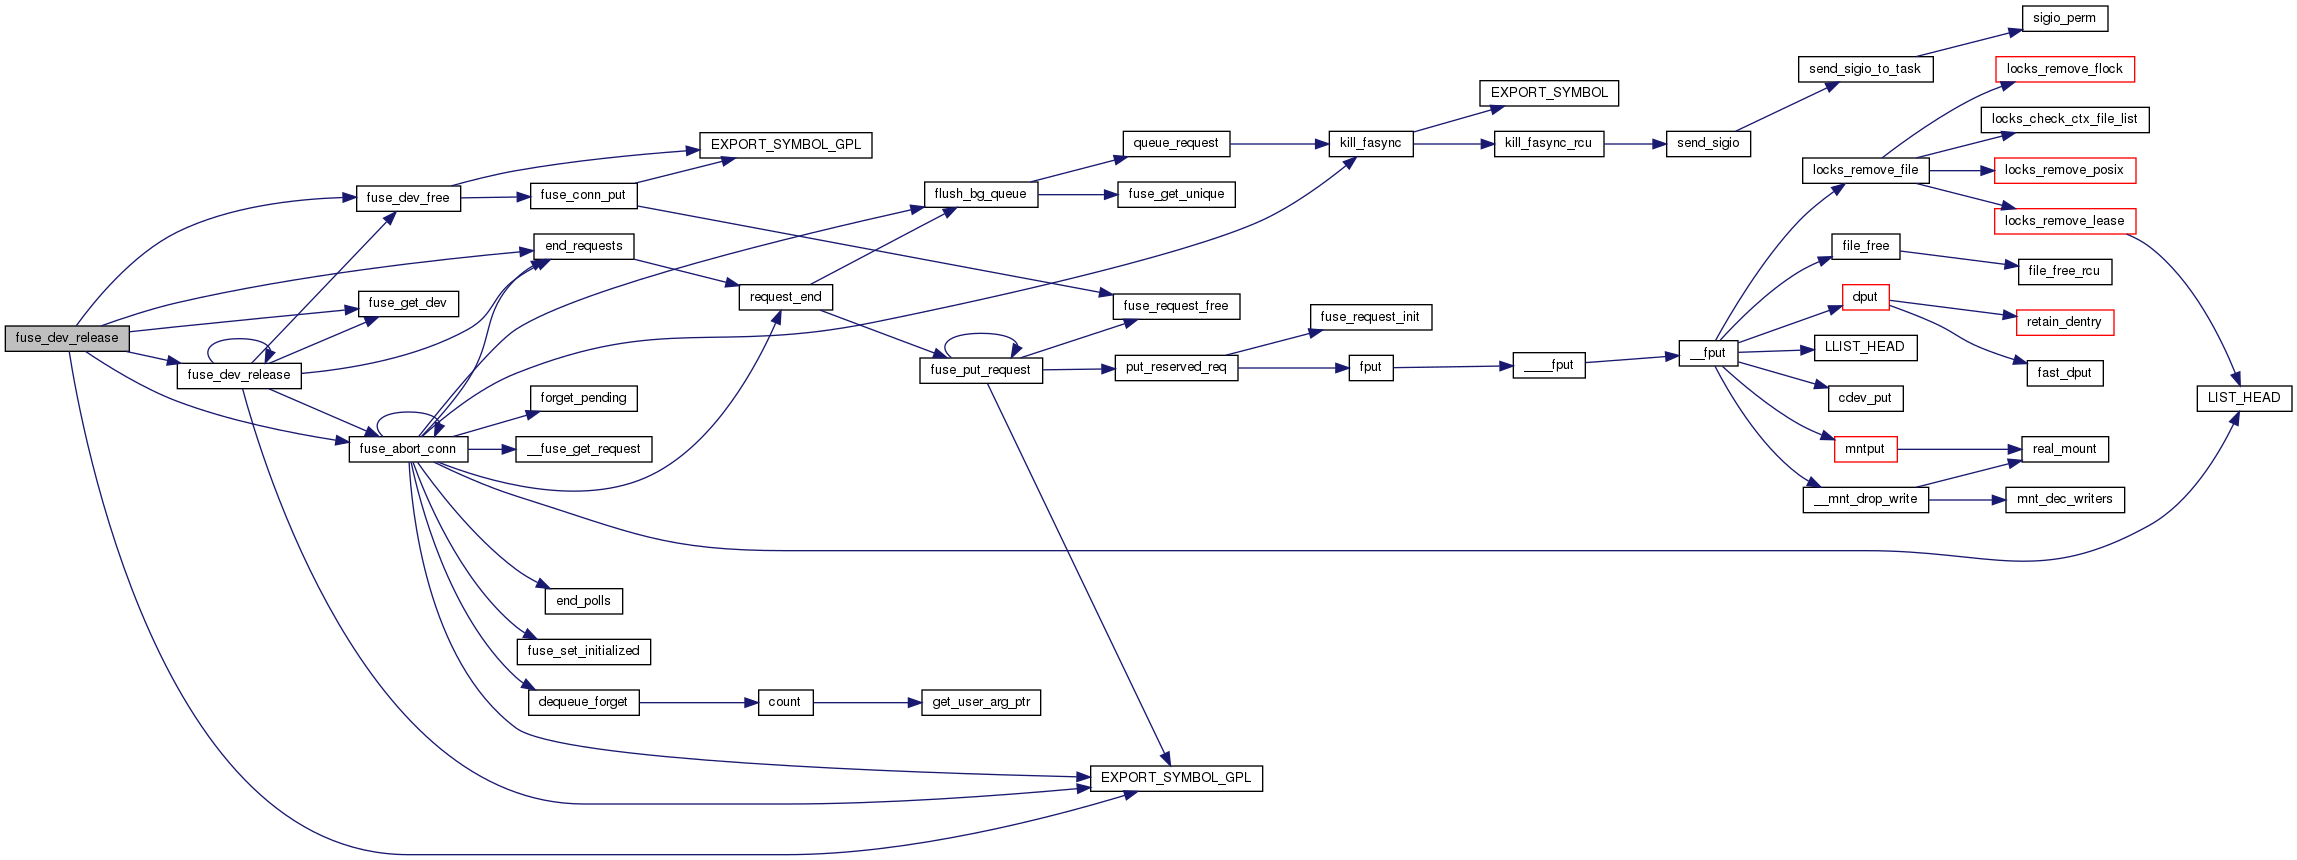 fuse_dev_release
fuse_dev_free
fuse_get_dev
fuse_dev_release
fuse_abort_conn
EXPORT_SYMBOL_GPL
fuse_conn_put
end_requests
forget_pending
__fuse_get_request
end_polls
fuse_set_initialized
dequeue_forget
request_end
count
get_user_arg_ptr
flush_bg_queue
fuse_put_request
queue_request
fuse_get_unique
fuse_request_free
put_reserved_req
EXPORT_SYMBOL_GPL
kill_fasync
fuse_request_init
fput
EXPORT_SYMBOL
kill_fasync_rcu
____fput
send_sigio
__fput
send_sigio_to_task
sigio_perm
locks_remove_file
file_free
dput
LLIST_HEAD
cdev_put
mntput
__mnt_drop_write
locks_remove_flock
locks_check_ctx_file_list
locks_remove_posix
locks_remove_lease
file_free_rcu
retain_dentry
fast_dput
real_mount
mnt_dec_writers
LIST_HEAD